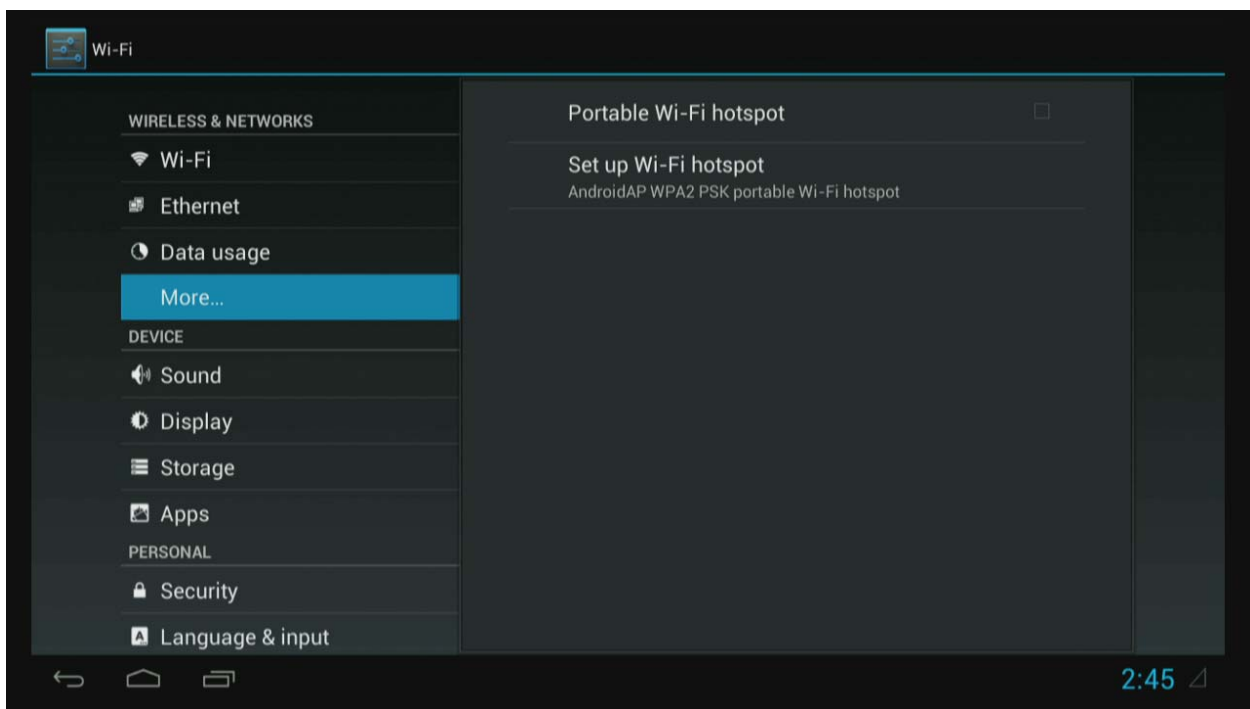 Wi-Fi
WIRELESS & NETWORKS
Wi-Fi
Ethernet
Data usage
More...
DEVICE
Sound
Display
Storage
Apps
PERSONAL
Security
Language & input
Portable Wi-Fi hotspot
Set up Wi-Fi hotspot
AndroidAP WPA2 PSK portable Wi-Fi hotspot
2:45